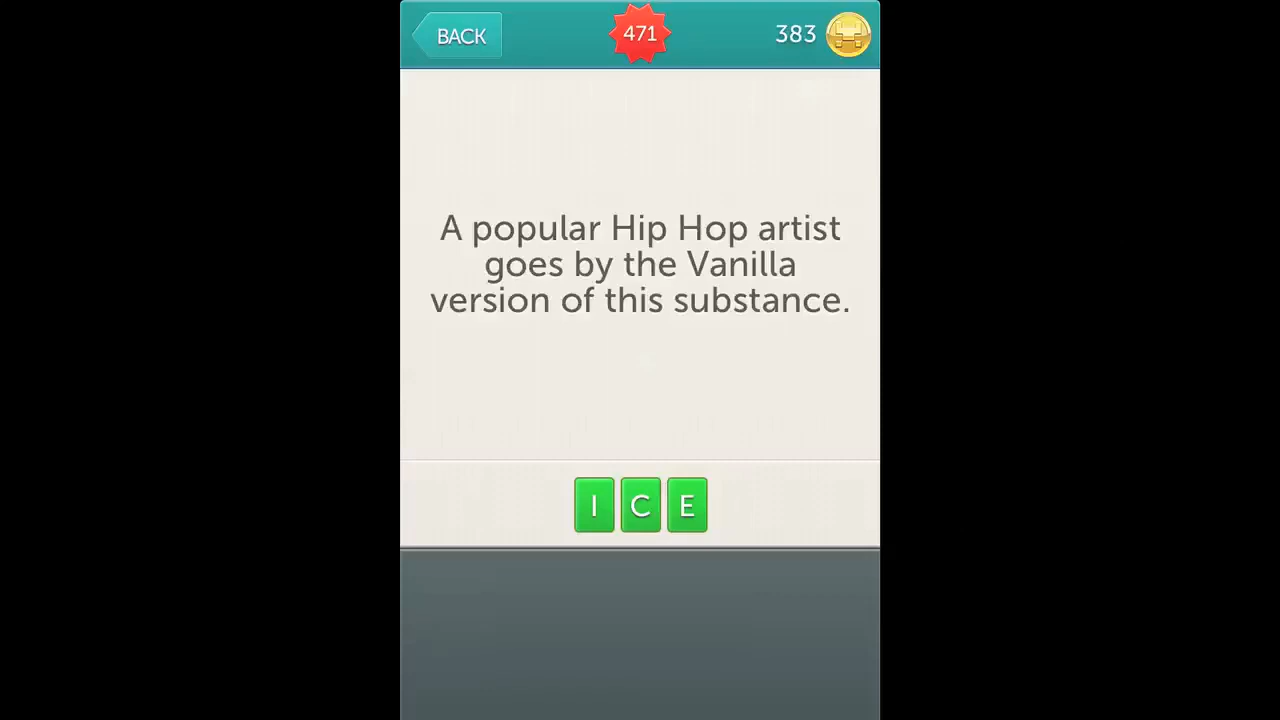 BACK
471
383
A popular Hip Hop artist
goes by the Vanilla
version of this substance.
I C E